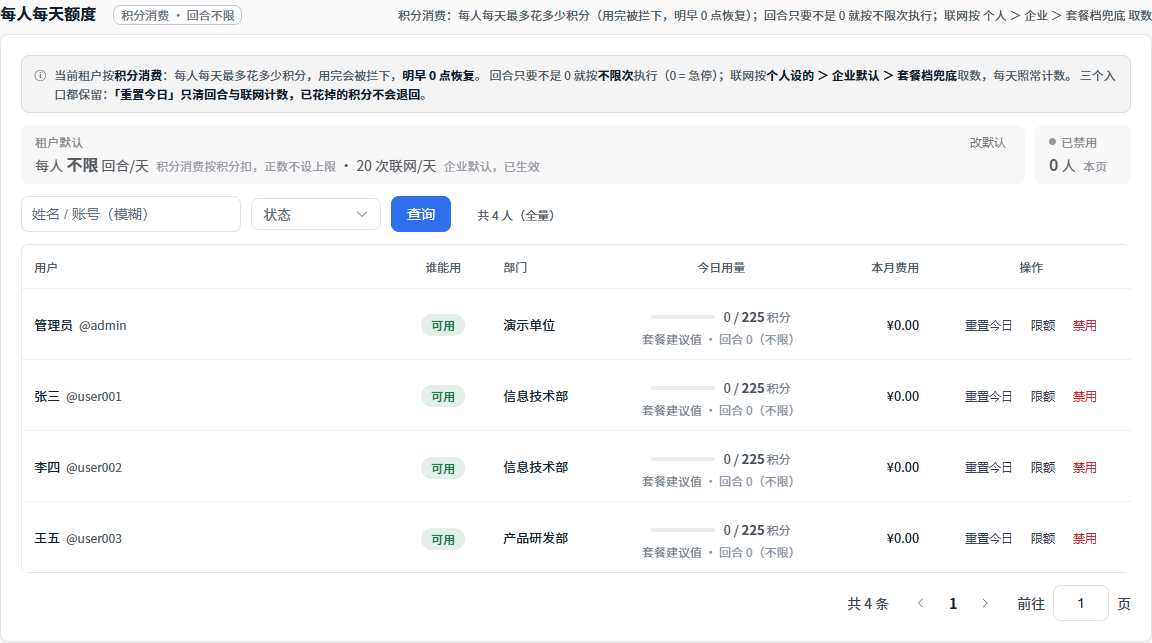 每人每天额度 积分消费 · 回合不限 积分消费：每人每天最多花多少积分（用完被拦下，明早 0 点恢复）；回合只要不是 0 就按不限次执行；联网按 个人 > 企业 > 套餐档兜底 取数
当前租户按积分消费：每人每天最多花多少积分，用完会被拦下，明早 0 点恢复。 回合只要不是 0 就按不限次执行（0 = 急停）；联网按个人设的 > 企业默认 > 套餐档兜底取数，每天照常计数。 三个入
口都保留：「重置今日」只清回合与联网计数，已花掉的积分不会退回。
租户默认 改默认 已禁用
每人 不限 回合/天 积分消费按积分扣，正数不设上限 · 20 次联网/天 企业默认，已生效 0 人 本页
姓名 / 账号（模糊） 状态 查询 共 4 人（全量）
用户 谁能用 部门 今日用量 本月费用 操作
管理员 @admin 可用 演示单位 0 / 225 积分 ¥0.00 重置今日 限额 禁用
套餐建议值 · 回合 0（不限）
张三 @user001 可用 信息技术部 0 / 225 积分 ¥0.00 重置今日 限额 禁用
套餐建议值 · 回合 0（不限）
李四 @user002 可用 信息技术部 0 / 225 积分 ¥0.00 重置今日 限额 禁用
套餐建议值 · 回合 0（不限）
王五 @user003 可用 产品研发部 0 / 225 积分 ¥0.00 重置今日 限额 禁用
套餐建议值 · 回合 0（不限）
共 4 条 1 前往 1 页